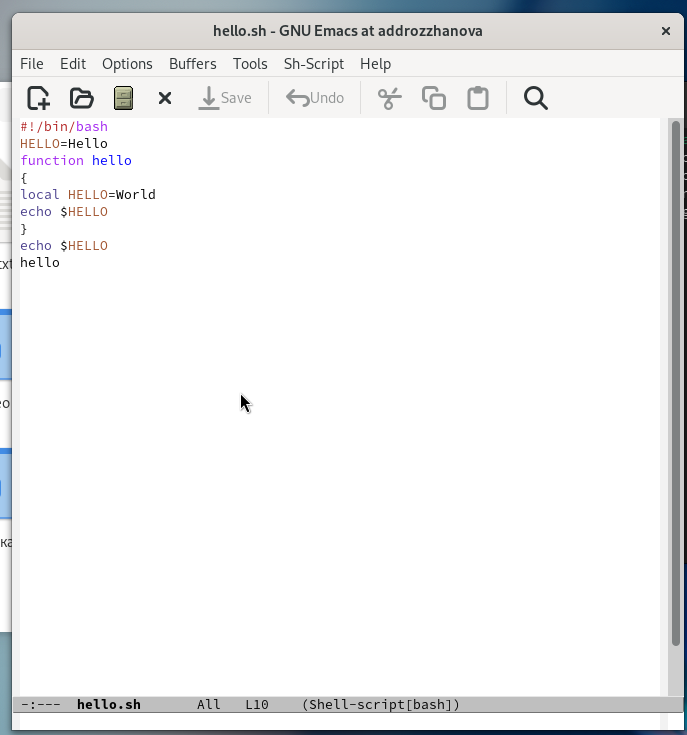 hello.sh - GNU Emacs at addrozzhanova
File Edit Options Buffers Tools Sh-Script Help
Save Undo
#!/bin/bash
HELLO=Hello
function hello
{
local HELLO=World
echo $HELLO
}
echo $HELLO
hello
-:--- hello.sh All L10 (Shell-script[bash])